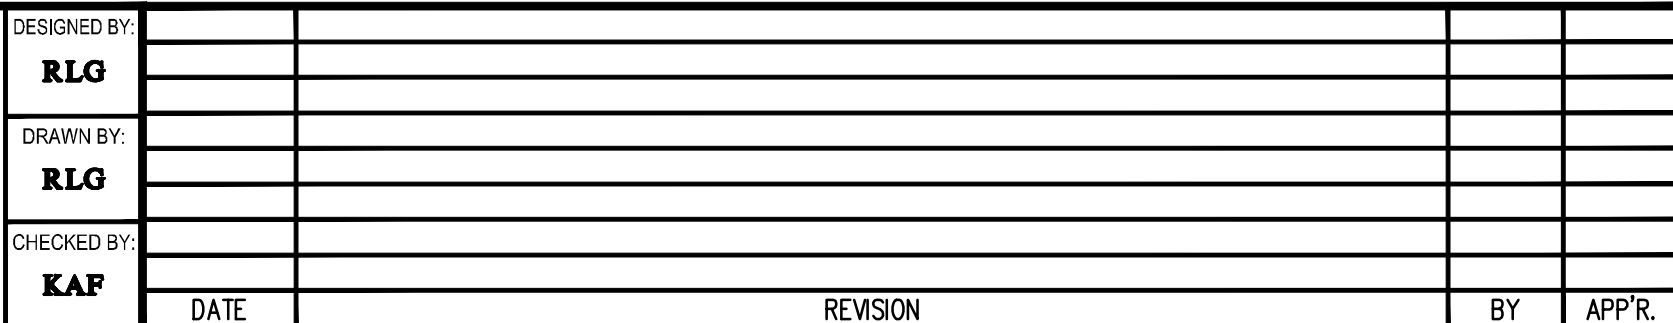 DESIGNED BY:
RLG
DRAWN BY:
RLG
CHECKED BY:
KAF
DATE REVISION BY APP'R.